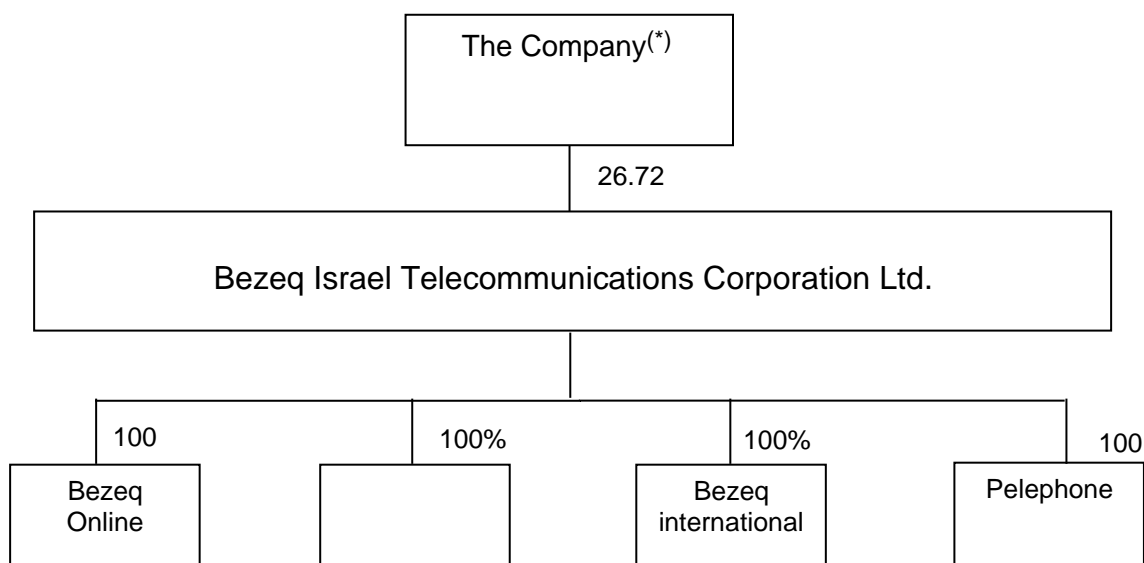 The Company(*)
26.72
Bezeq Israel Telecommunications Corporation Ltd.
100
100%
100%
100
Bezeq
Online
Bezeq
international
Pelephone